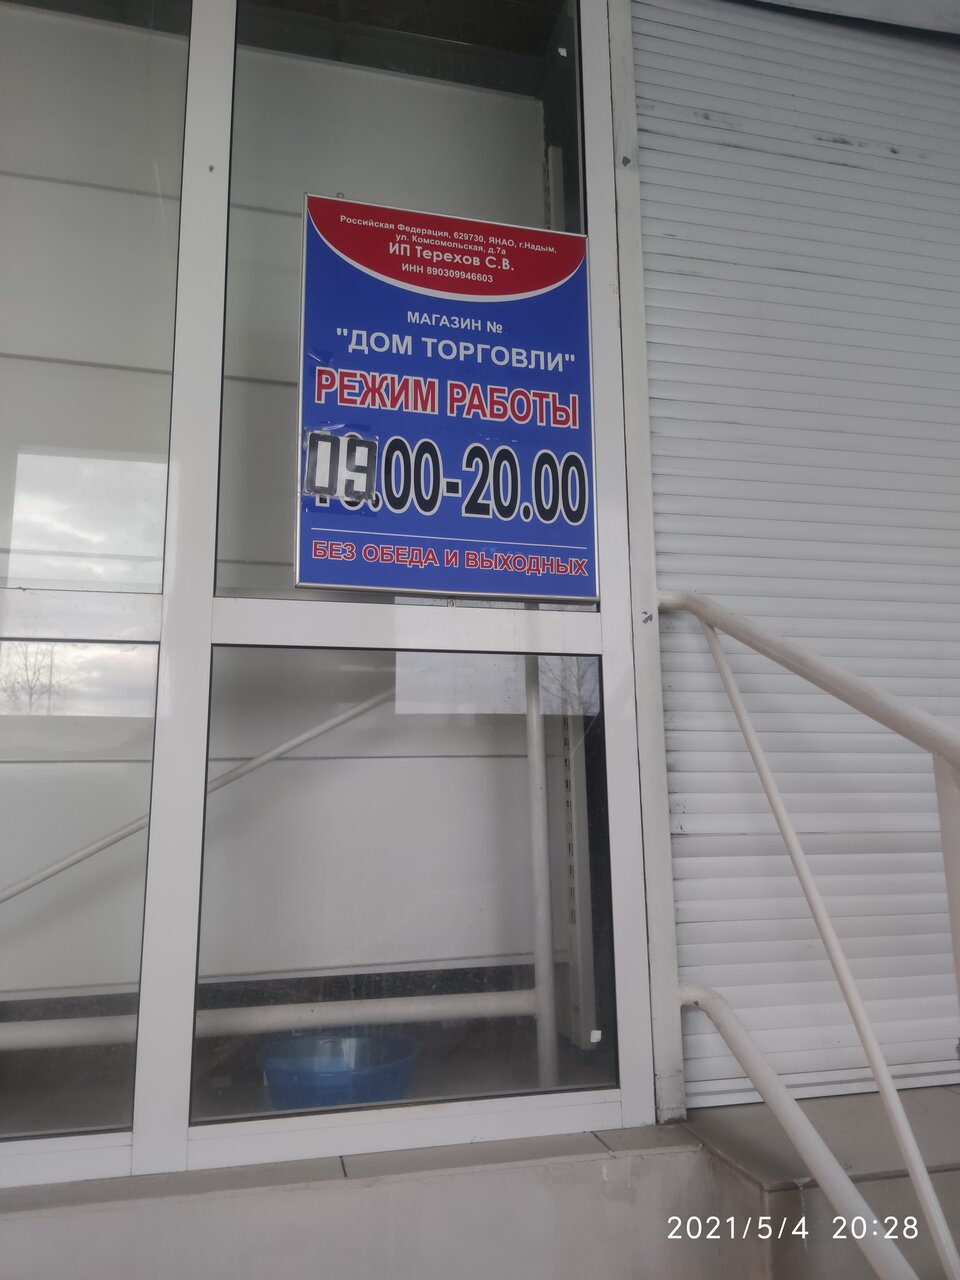 Российская Федерация, 629730, ЯНАО, г.Надым,
ул. Комсомольская, д.7а
ИП Терехов С.В.
ИНН 890309946603
МАГАЗИН №
"ДОМ ТОРГОВЛИ"
РЕЖИМ РАБОТЫ
09.00-20.00
БЕЗ ОБЕДА И ВЫХОДНЫХ
2021/5/4 20:28